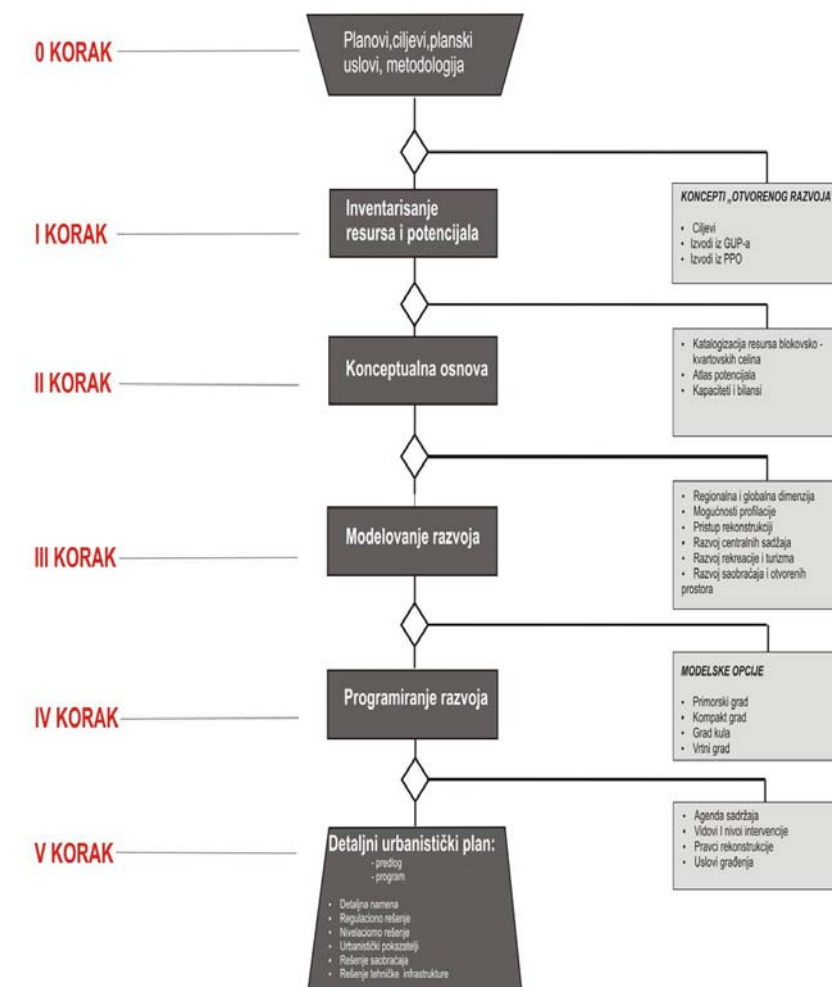 0 KORAK
Planovi,ciljevi,planski
uslovi, metodologija
KONCEPTI „OTVORENOG RAZVOJA
• Ciljevi
• Izvodi iz GUP-a
• Izvodi iz PPO
I KORAK
Inventarisanje
resursa i potencijala
• Katalogizacija resursa blokovsko -
kvartovskih celina
• Atlas potencijala
• Kapaciteti i bilansi
II KORAK
Konceptualna osnova
• Regionalna i globalna dimenzija
• Mogućnosti profilacije
• Pristup rekonstrukciji
• Razvoj centralnih sadžaja
• Razvoj rekreacije i turizma
• Razvoj saobraćaja i otvorenih
prostora
III KORAK
Modelovanje razvoja
MODELSKE OPCIJE
• Primorski grad
• Kompakt grad
• Grad kula
• Vrtni grad
IV KORAK
Programiranje razvoja
• Agenda sadržaja
• Vidovi I nivoi intervencije
• Pravci rekonstrukcije
• Uslovi građenja
V KORAK
Detaljni urbanistički plan:
- predlog
- program
• Detaljna namena
• Regulaciono rešenje
• Nivelaciorno rešenje
• Urbanistički pokazatelji
• Rešenje saobraćaja
• Rešenje tehničke infrastrukture